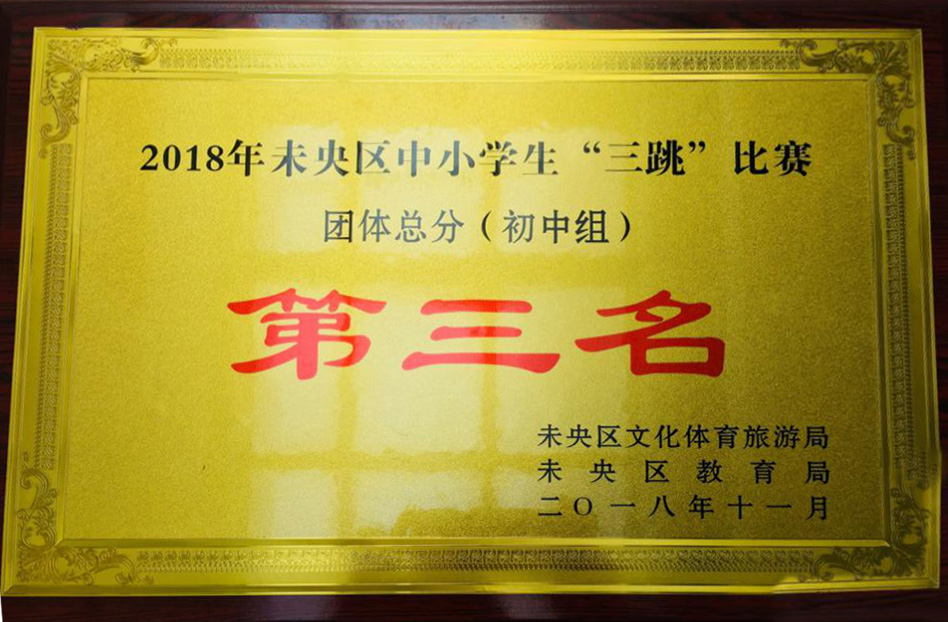 2018年未央区中小学生“三跳”比赛
团体总分（初中组）
第三名
未央区文化体育旅游局
未央区教育局
二〇一八年十一月